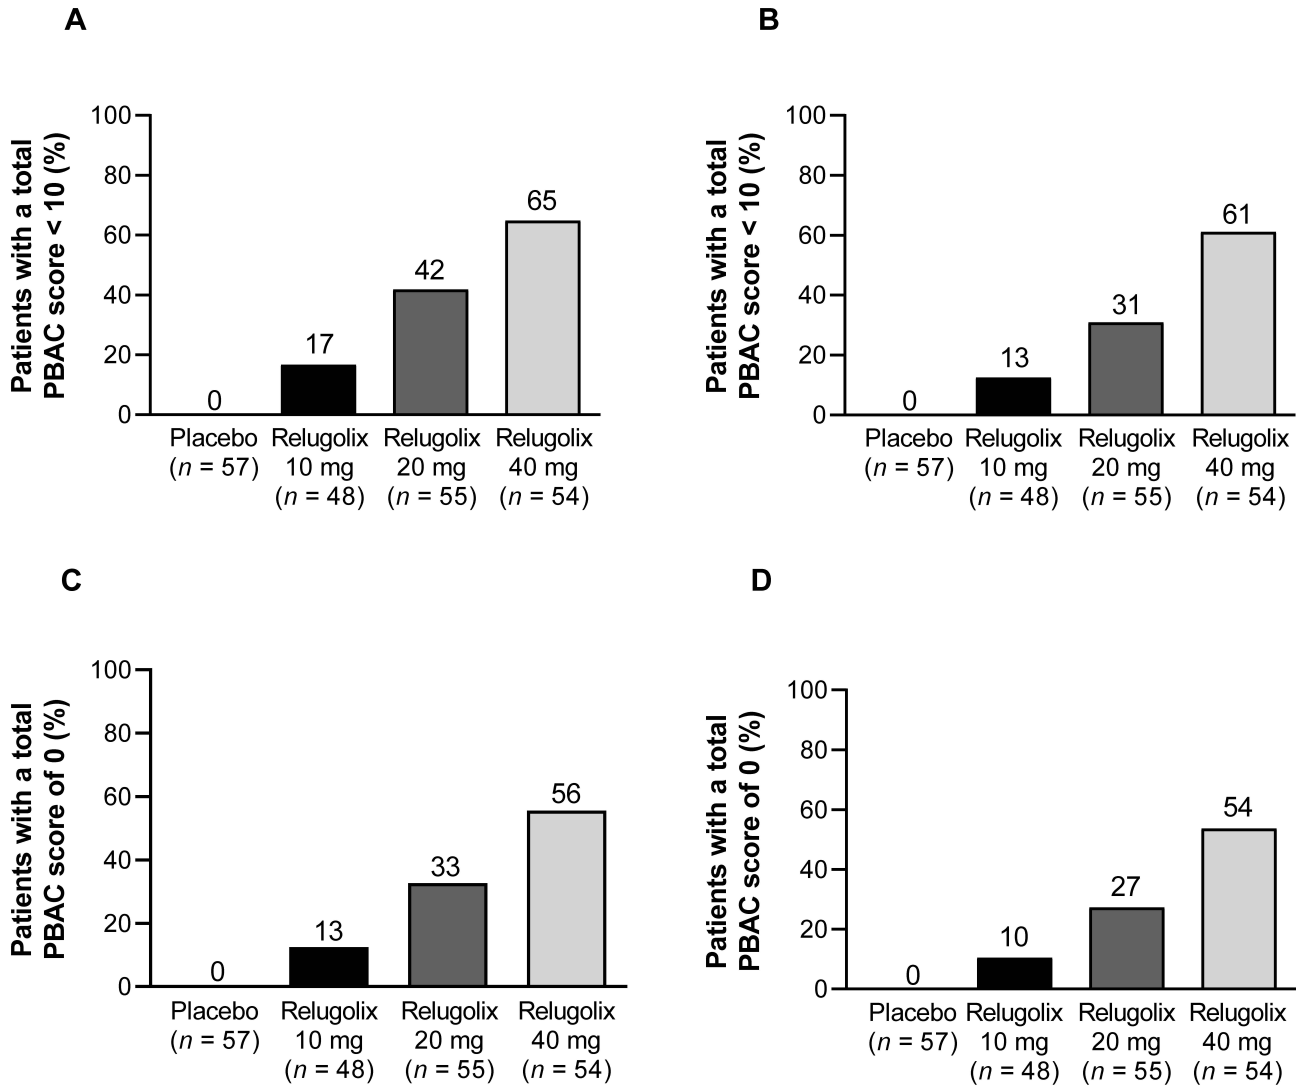 A
Patients with a total
PBAC score < 10 (%)
100
80
60
40
20
0
0
17
42
65
Placebo
(n = 57)
Relugolix
10 mg
(n = 48)
Relugolix
20 mg
(n = 55)
Relugolix
40 mg
(n = 54)
B
Patients with a total
PBAC score < 10 (%)
100
80
60
40
20
0
0
13
31
61
Placebo
(n = 57)
Relugolix
10 mg
(n = 48)
Relugolix
20 mg
(n = 55)
Relugolix
40 mg
(n = 54)
C
Patients with a total
PBAC score of 0 (%)
100
80
60
40
20
0
0
13
33
56
Placebo
(n = 57)
Relugolix
10 mg
(n = 48)
Relugolix
20 mg
(n = 55)
Relugolix
40 mg
(n = 54)
D
Patients with a total
PBAC score of 0 (%)
100
80
60
40
20
0
0
10
27
54
Placebo
(n = 57)
Relugolix
10 mg
(n = 48)
Relugolix
20 mg
(n = 55)
Relugolix
40 mg
(n = 54)